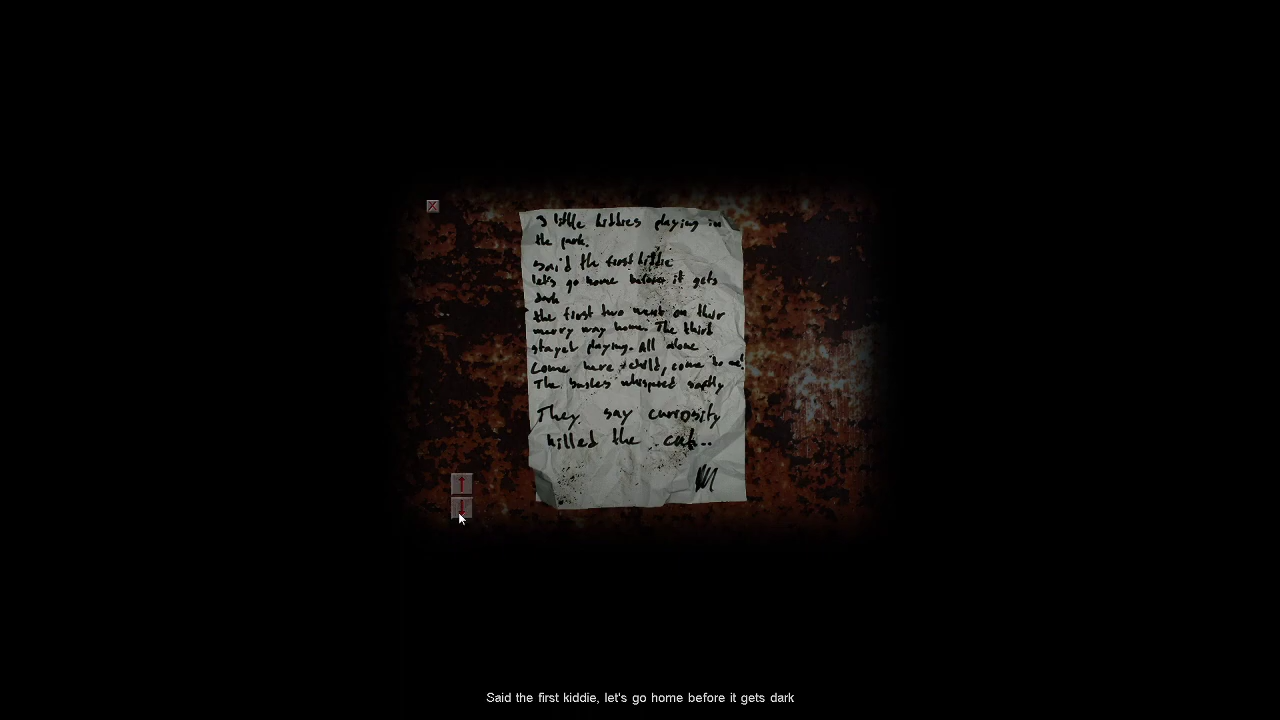 3 little kiddies playing in
the park.
said the first kiddie
let's go home before it gets
dark
the first two went on their
merry way home. The third
stayed playing. All alone
Come here child, come to me!
The bushes whispered softly
They say curiosity
killed the cat...
Said the first kiddie, let's go home before it gets dark